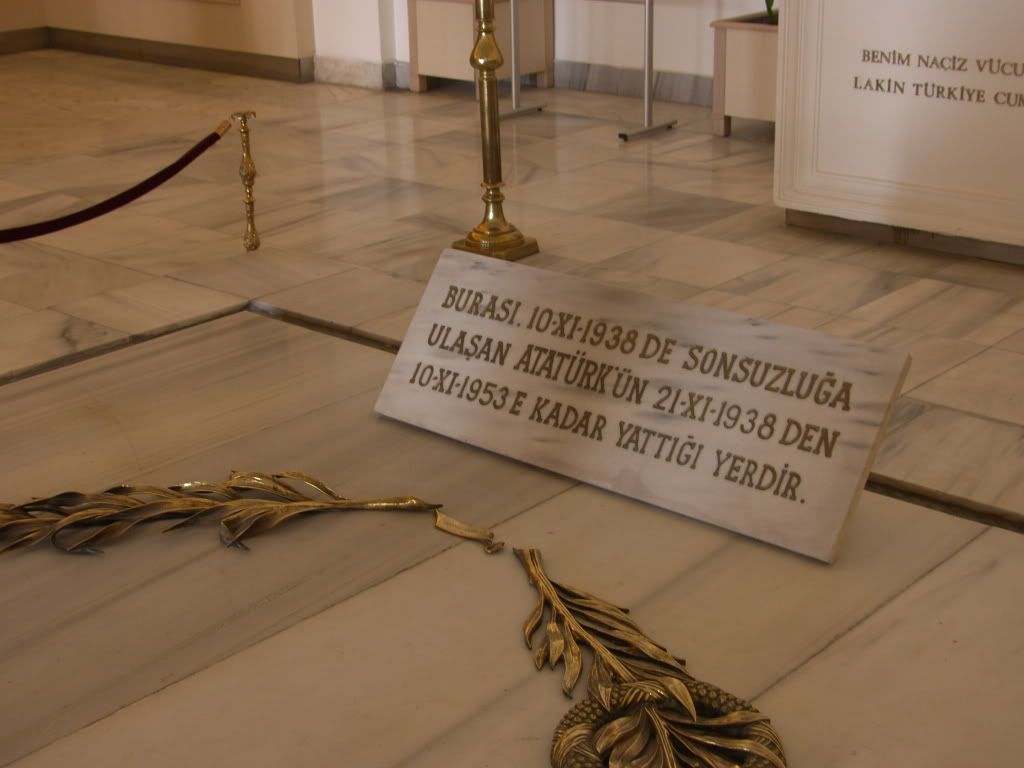 BENİM NACİZ VÜCU
LAKİN TÜRKİYE CUM
BURASI. 10-XI-1938 DE SONSUZLUĞA
ULAŞAN ATATÜRK'ÜN 21-XI-1938 DEN
10-XI-1953 E KADAR YATTIĞI YERDİR.